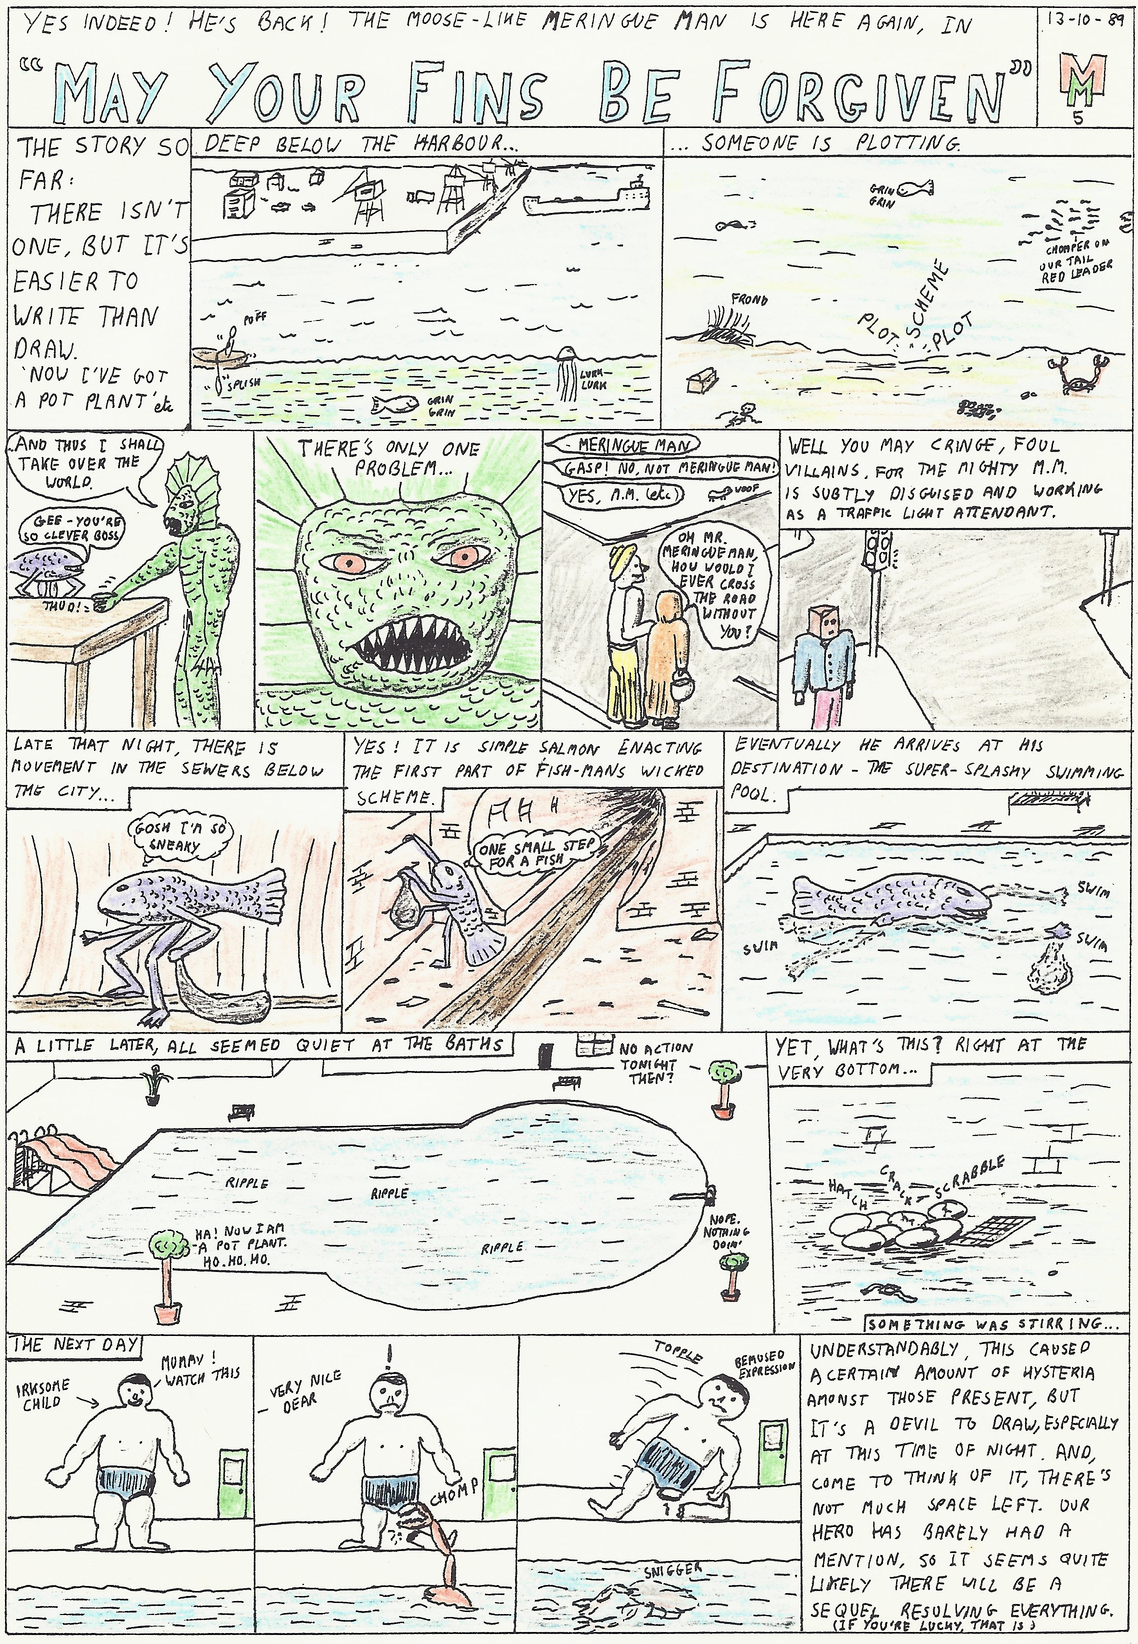 YES INDEED! HE'S BACK! THE MOOSE-LIKE MERINGUE MAN IS HERE AGAIN, IN
13-10-89
"MAY YOUR FINS BE FORGIVEN"
MM
5
THE STORY SO
FAR:
THERE ISN'T
ONE, BUT IT'S
EASIER TO
WRITE THAN
DRAW.
'NOW I'VE GOT
A POT PLANT' etc
DEEP BELOW THE HARBOUR...
POFF
SPLISH
GRIN
GRIN
LURK-
LURK
... SOMEONE IS PLOTTING.
GRIN
GRIN
CHOMPER ON
OUR TAIL
RED LEADER
FROND
PLOT
SCHEME
PLOT
AND THUS I SHALL
TAKE OVER THE
WORLD.
GEE - YOU'RE
SO CLEVER BOSS
THUD!
THERE'S ONLY ONE
PROBLEM...
MERINGUE MAN
GASP! NO, NOT MERINGUE MAN!
YES, M.M. (etc)
WOOF
OH MR.
MERINGUEMAN,
HOW WOULD I
EVER CROSS
THE ROAD
WITHOUT
YOU?
WELL YOU MAY CRINGE, FOUL
VILLAINS, FOR THE MIGHTY M.M.
IS SUBTLY DISGUISED AND WORKING
AS A TRAFFIC LIGHT ATTENDANT.
LATE THAT NIGHT, THERE IS
MOVEMENT IN THE SEWERS BELOW
THE CITY...
GOSH I'M SO
SNEAKY
YES! IT IS SIMPLE SALMON ENACTING
THE FIRST PART OF FISH-MANS WICKED
SCHEME.
ONE SMALL STEP
FOR A FISH
EVENTUALLY HE ARRIVES AT HIS
DESTINATION - THE SUPER-SPLASHY SWIMMING
POOL.
SWIM
SWIM
SWIM
A LITTLE LATER, ALL SEEMED QUIET AT THE BATHS
NO ACTION
TONIGHT
THEN?
RIPPLE
RIPPLE
RIPPLE
HA! NOW I AM
A POT PLANT.
HO. HO. HO.
NOPE.
NOTHING
DOIN'
YET, WHAT'S THIS? RIGHT AT THE
VERY BOTTOM...
HATCH
CRACK
SCRABBLE
SOMETHING WAS STIRRING...
THE NEXT DAY
IRKSOME
CHILD
MUMMY!
WATCH THIS
!
VERY NICE
DEAR
CHOMP
TOPPLE
BEMUSED
EXPRESSION
SNIGGER
UNDERSTANDABLY, THIS CAUSED
A CERTAIN AMOUNT OF HYSTERIA
AMONST THOSE PRESENT, BUT
IT'S A DEVIL TO DRAW, ESPECIALLY
AT THIS TIME OF NIGHT. AND,
COME TO THINK OF IT, THERE'S
NOT MUCH SPACE LEFT. OUR
HERO HAS BARELY HAD A
MENTION, SO IT SEEMS QUITE
LIKELY THERE WILL BE A
SEQUEL RESOLVING EVERYTHING.
(IF YOU'RE LUCKY, THAT IS)